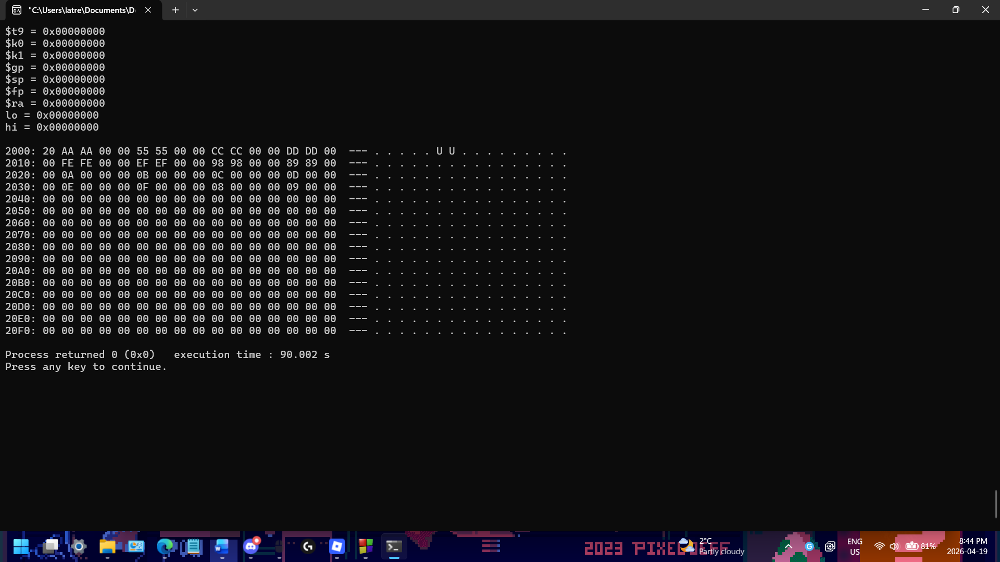 "C:\Users\latre\Documents\D
$t9 = 0x00000000
$k0 = 0x00000000
$k1 = 0x00000000
$gp = 0x00000000
$sp = 0x00000000
$fp = 0x00000000
$ra = 0x00000000
lo = 0x00000000
hi = 0x00000000
2000: 20 AA AA 00 00 55 55 00 00 CC CC 00 00 DD DD 00  --- . . . . . U U . . . . . . . . .
2010: 00 FE FE 00 00 EF EF 00 00 98 98 00 00 89 89 00  --- . . . . . . . . . . . . . . . .
2020: 00 0A 00 00 00 0B 00 00 00 0C 00 00 00 0D 00 00  --- . . . . . . . . . . . . . . . .
2030: 00 0E 00 00 00 0F 00 00 00 08 00 00 00 09 00 00  --- . . . . . . . . . . . . . . . .
2040: 00 00 00 00 00 00 00 00 00 00 00 00 00 00 00 00  --- . . . . . . . . . . . . . . . .
2050: 00 00 00 00 00 00 00 00 00 00 00 00 00 00 00 00  --- . . . . . . . . . . . . . . . .
2060: 00 00 00 00 00 00 00 00 00 00 00 00 00 00 00 00  --- . . . . . . . . . . . . . . . .
2070: 00 00 00 00 00 00 00 00 00 00 00 00 00 00 00 00  --- . . . . . . . . . . . . . . . .
2080: 00 00 00 00 00 00 00 00 00 00 00 00 00 00 00 00  --- . . . . . . . . . . . . . . . .
2090: 00 00 00 00 00 00 00 00 00 00 00 00 00 00 00 00  --- . . . . . . . . . . . . . . . .
20A0: 00 00 00 00 00 00 00 00 00 00 00 00 00 00 00 00  --- . . . . . . . . . . . . . . . .
20B0: 00 00 00 00 00 00 00 00 00 00 00 00 00 00 00 00  --- . . . . . . . . . . . . . . . .
20C0: 00 00 00 00 00 00 00 00 00 00 00 00 00 00 00 00  --- . . . . . . . . . . . . . . . .
20D0: 00 00 00 00 00 00 00 00 00 00 00 00 00 00 00 00  --- . . . . . . . . . . . . . . . .
20E0: 00 00 00 00 00 00 00 00 00 00 00 00 00 00 00 00  --- . . . . . . . . . . . . . . . .
20F0: 00 00 00 00 00 00 00 00 00 00 00 00 00 00 00 00  --- . . . . . . . . . . . . . . . .
Process returned 0 (0x0)   execution time : 90.002 s
Press any key to continue.
2023
2°C
Partly cloudy
ENG
US
81%
8:44 PM
2026-04-19